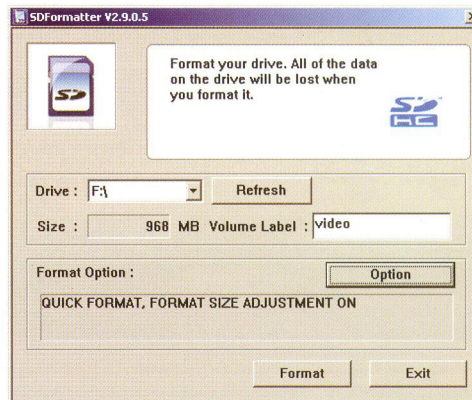 SDFormatter V2.9.0.5
Format your drive. All of the data
on the drive will be lost when
you format it.
SD
SD
HC
Drive : F:\ Refresh
Size : 968 MB Volume Label : video
Format Option : Option
QUICK FORMAT, FORMAT SIZE ADJUSTMENT ON
Format Exit